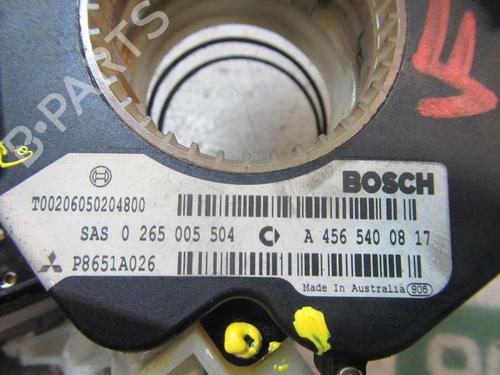 B-PARTS
BOSCH
T00206050204800
SAS 0 265 005 504 A 456 540 08 17
P8651A026
Made In Australia 906